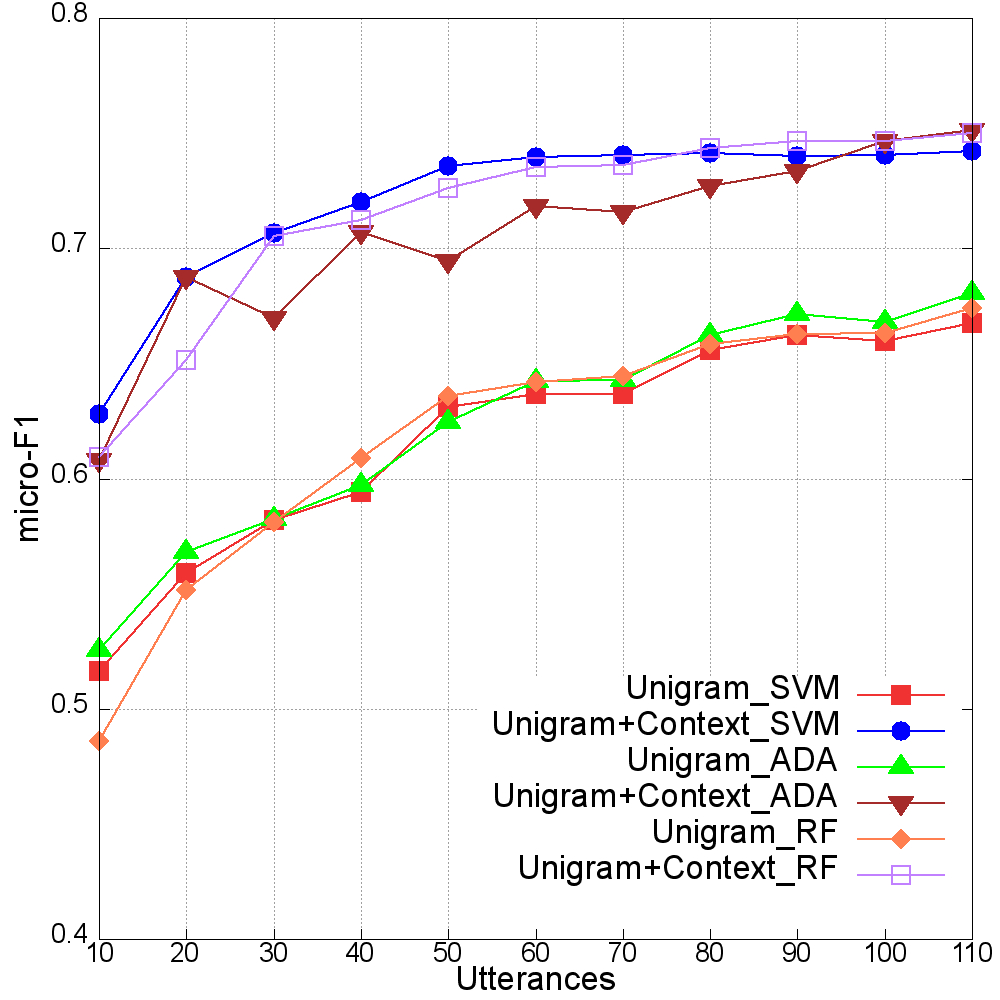 0.8
0.7
0.6
0.5
0.4
micro-F1
Unigram_SVM
Unigram+Context_SVM
Unigram_ADA
Unigram+Context_ADA
Unigram_RF
Unigram+Context_RF
10 20 30 40 50 60 70 80 90 100 110
Utterances